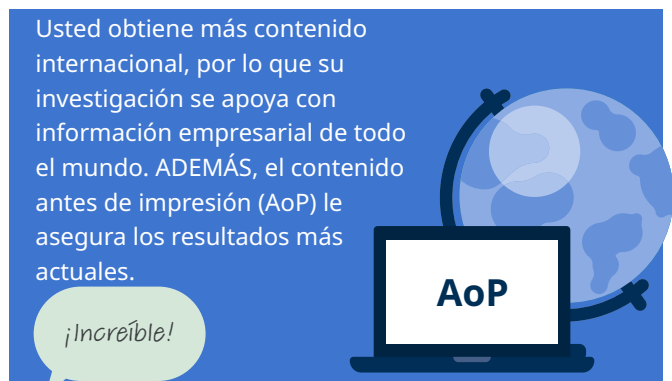 Usted obtiene más contenido
internacional, por lo que su
investigación se apoya con
información empresarial de todo
el mundo. ADEMÁS, el contenido
antes de impresión (AoP) le
asegura los resultados más
actuales.
AoP
¡Increíble!